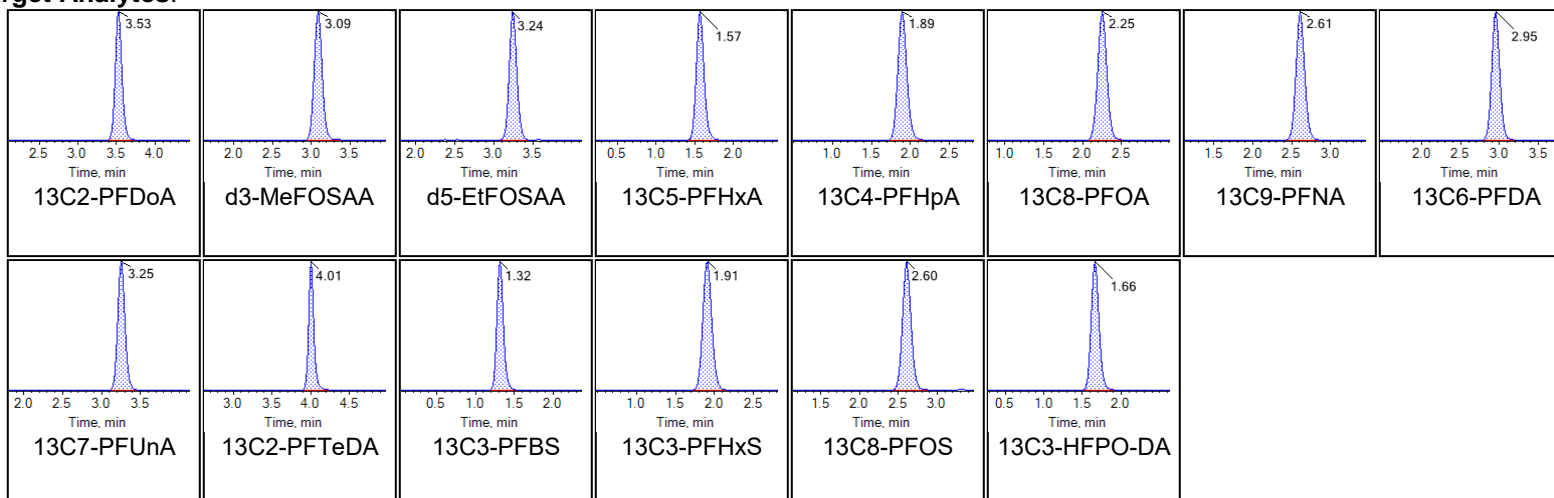 rget Analytes:
3.53 3.09 3.24 1.57 1.89 2.25 2.61 2.95
2.5 3.0 3.5 4.0 2.0 2.5 3.0 3.5 2.0 2.5 3.0 3.5 0.5 1.0 1.5 2.0 1.0 1.5 2.0 2.5 1.0 1.5 2.0 2.5 1.5 2.0 2.5 3.0 2.0 2.5 3.0 3.5
Time, min Time, min Time, min Time, min Time, min Time, min Time, min Time, min
13C2-PFDoA d3-MeFOSAA d5-EtFOSAA 13C5-PFHxA 13C4-PFHpA 13C8-PFOA 13C9-PFNA 13C6-PFDA
3.25 4.01 1.32 1.91 2.60 1.66
2.0 2.5 3.0 3.5 3.0 3.5 4.0 4.5 0.5 1.0 1.5 2.0 1.0 1.5 2.0 2.5 1.5 2.0 2.5 3.0 0.5 1.0 1.5 2.0
Time, min Time, min Time, min Time, min Time, min Time, min
13C7-PFUnA 13C2-PFTeDA 13C3-PFBS 13C3-PFHxS 13C8-PFOS 13C3-HFPO-DA